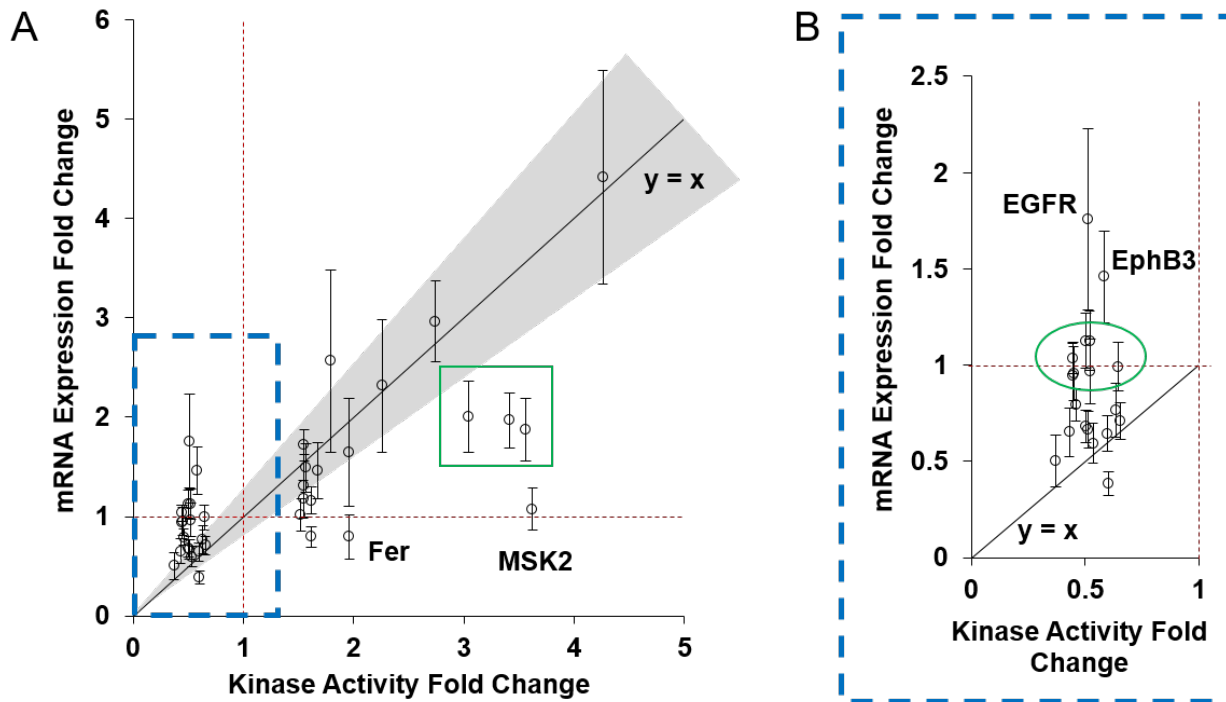 A
mRNA Expression Fold Change
6
5
4
3
2
1
0
y = x
Fer
MSK2
0
1
2
3
4
5
Kinase Activity Fold Change
B
mRNA Expression Fold Change
2.5
2
1.5
1
0.5
0
EGFR
EphB3
y = x
0
0.5
1
Kinase Activity Fold
Change